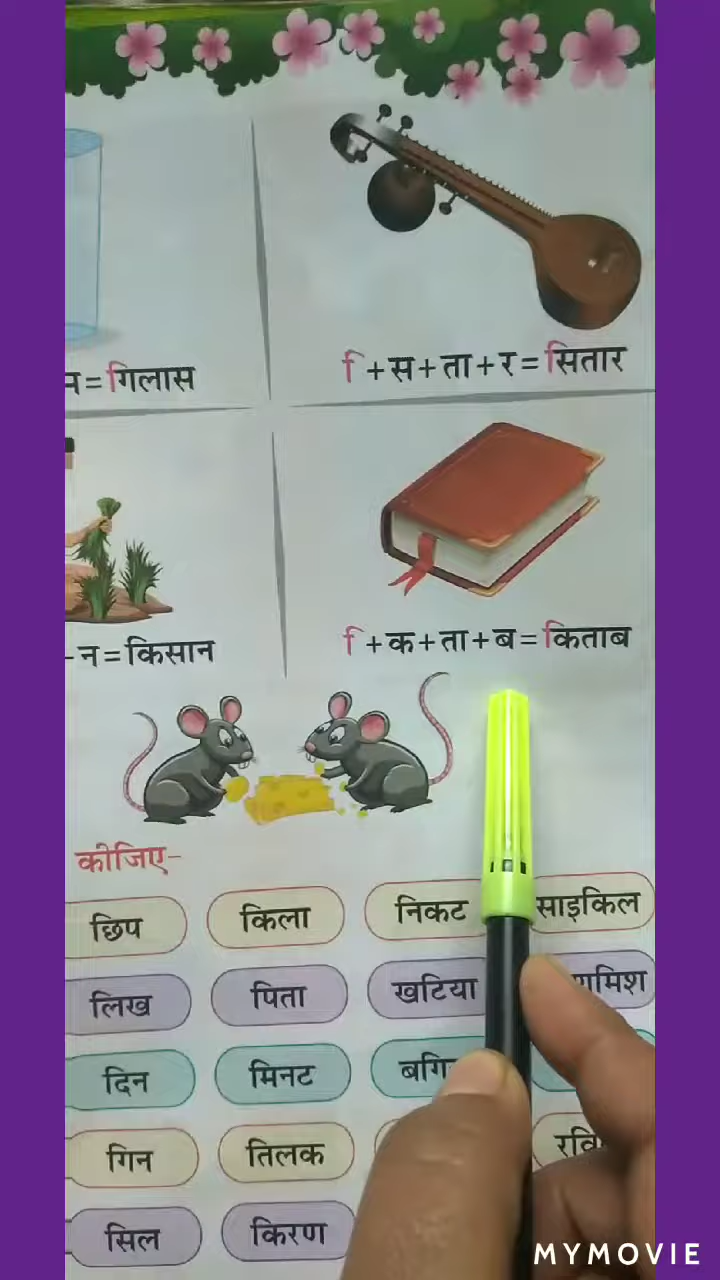 =गिलास
ि+स+ता+र=सितार
न=किसान
ि+क+ता+ब=किताब
कीजिए-
छिप किला निकट साइकिल
लिख पिता खटिया
दिन मिनट
गिन तिलक
सिल किरण
MYMOVIE